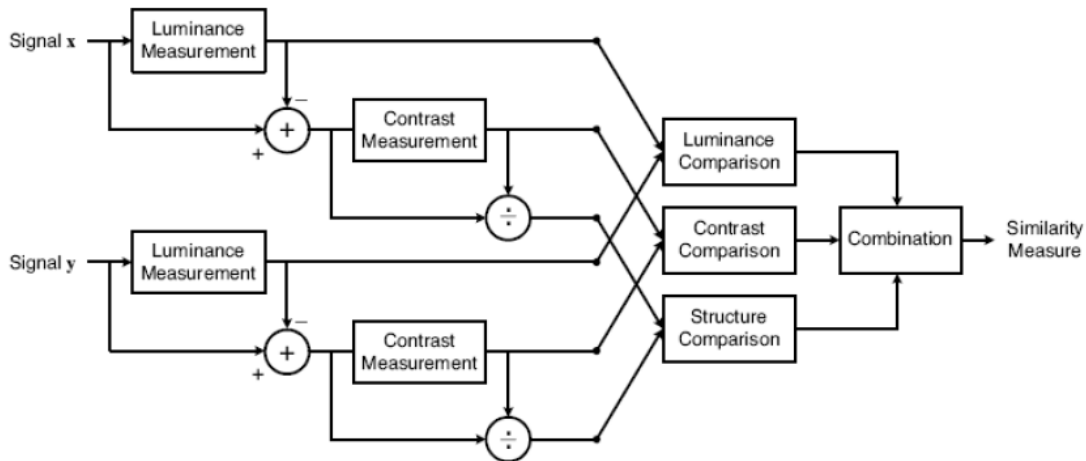 Signal x
Luminance
Measurement
−
+
+
Contrast
Measurement
÷
Signal y
Luminance
Measurement
−
+
+
Contrast
Measurement
÷
Luminance
Comparison
Contrast
Comparison
Structure
Comparison
Combination
Similarity
Measure